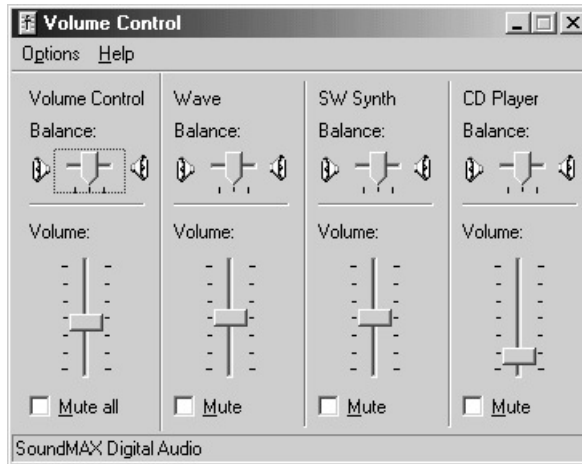 Volume Control
Options Help
Volume Control Wave SW Synth CD Player
Balance: Balance: Balance: Balance:
Volume: Volume: Volume: Volume:
Mute all Mute Mute Mute
SoundMAX Digital Audio